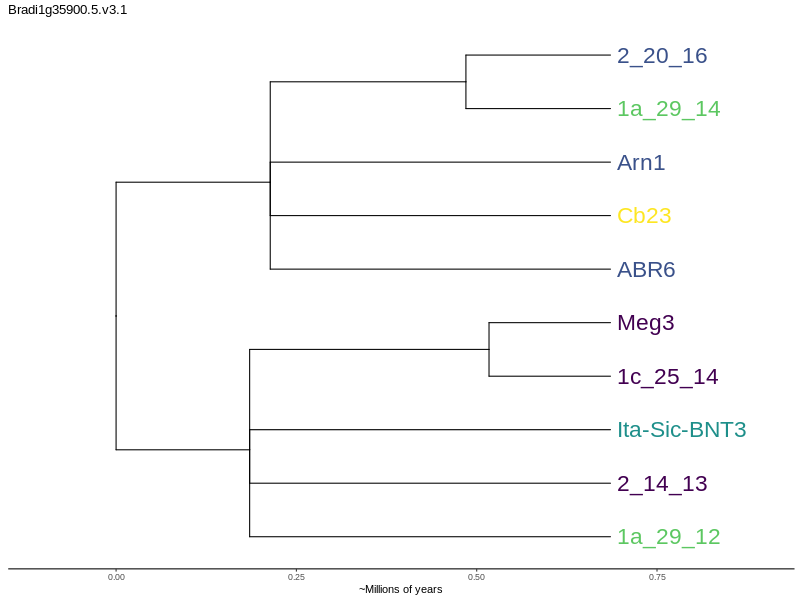 Bradi1g35900.5.v3.1
2_20_16
1a_29_14
Arn1
Cb23
ABR6
Meg3
1c_25_14
Ita-Sic-BNT3
2_14_13
1a_29_12
0.00 0.25 0.50 0.75
~Millions of years